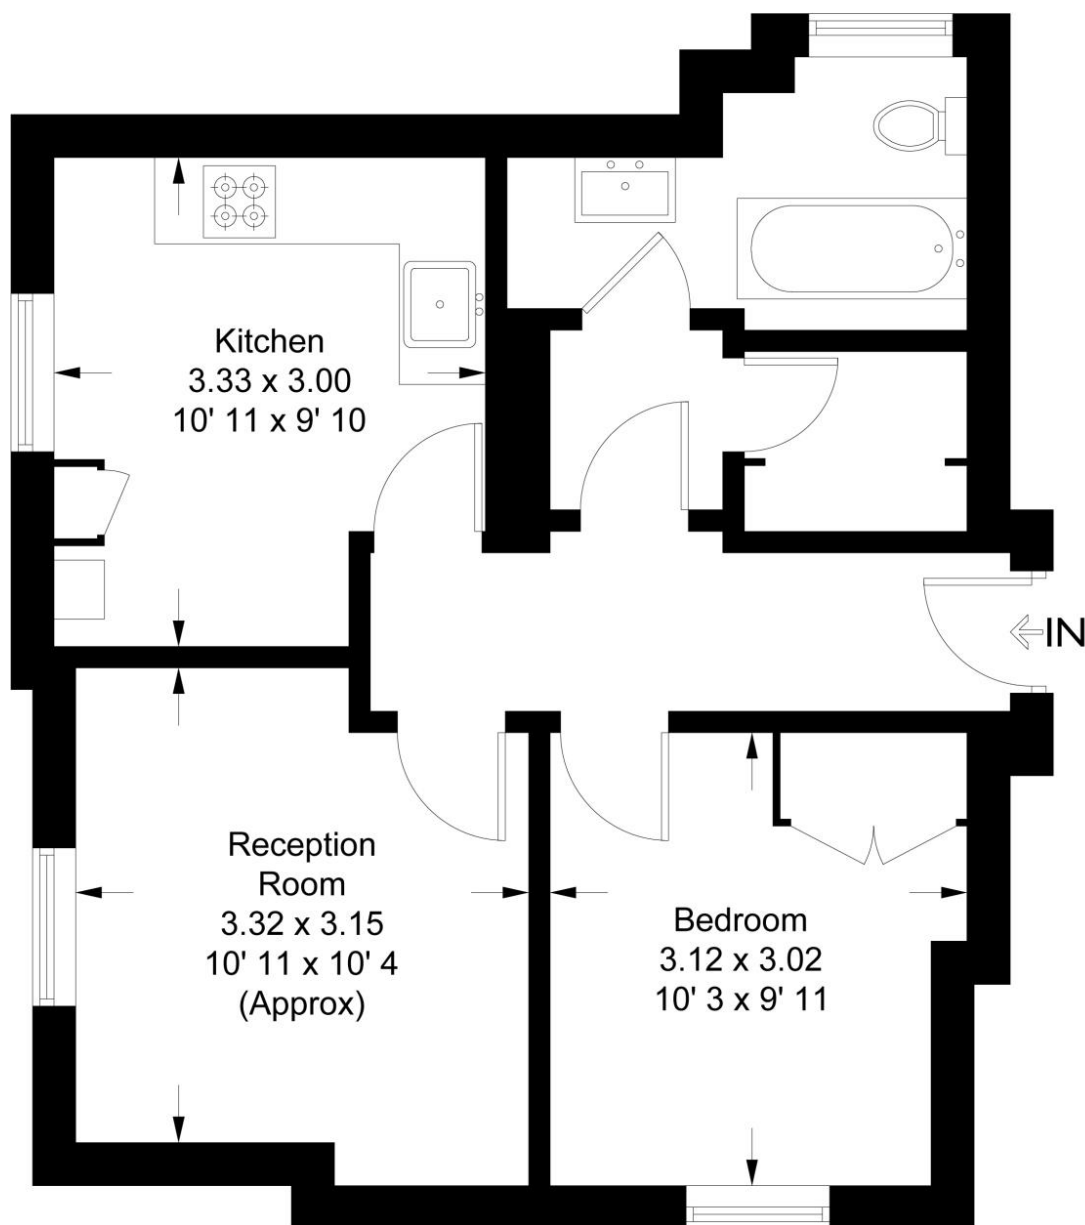 Kitchen
3.33 x 3.00
10' 11 x 9' 10
IN
Reception
Room
3.32 x 3.15
10' 11 x 10' 4
(Approx)
Bedroom
3.12 x 3.02
10' 3 x 9' 11